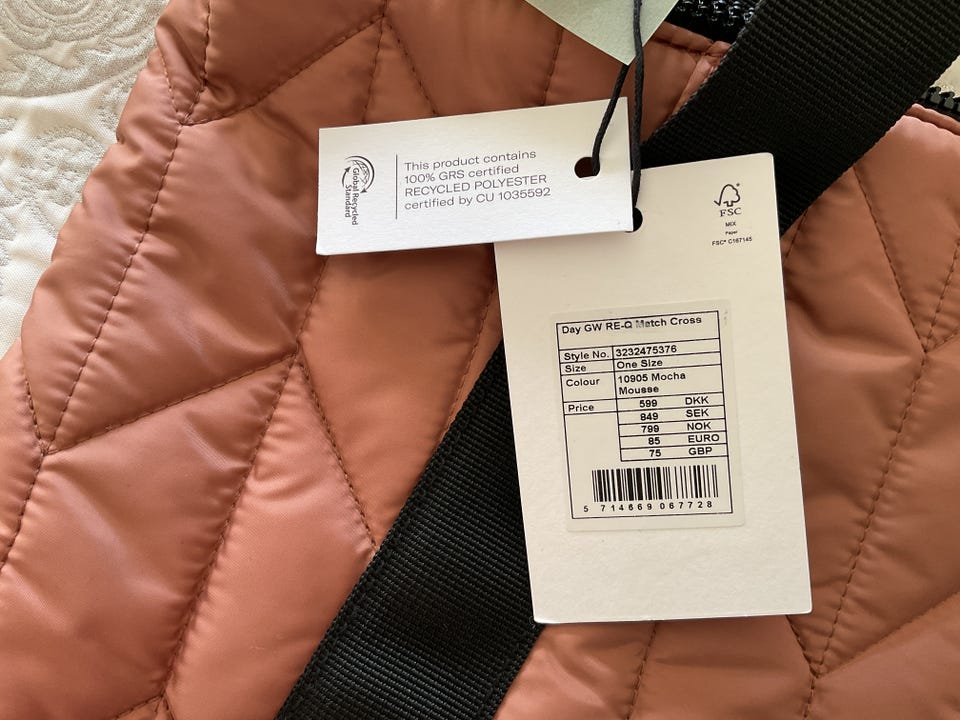 Global Recycled
Standard
This product contains
100% GRS certified
RECYCLED POLYESTER
certified by CU 1035592
FSC
MIX
Paper
FSC® C167145
Day GW RE-Q Match Cross
Style No. 3232475376
Size One Size
Colour 10905 Mocha
Mousse
Price 599 DKK
849 SEK
799 NOK
85 EURO
75 GBP
5 714669 067728